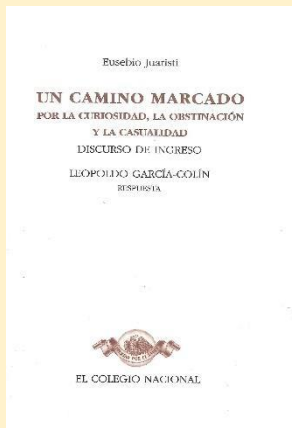 Eusebio Juaristi
UN CAMINO MARCADO
POR LA CURIOSIDAD, LA OBSTINACIÓN
Y LA CASUALIDAD
DISCURSO DE INGRESO
LEOPOLDO GARCÍA-COLÍN
RESPUESTA
EL COLEGIO NACIONAL